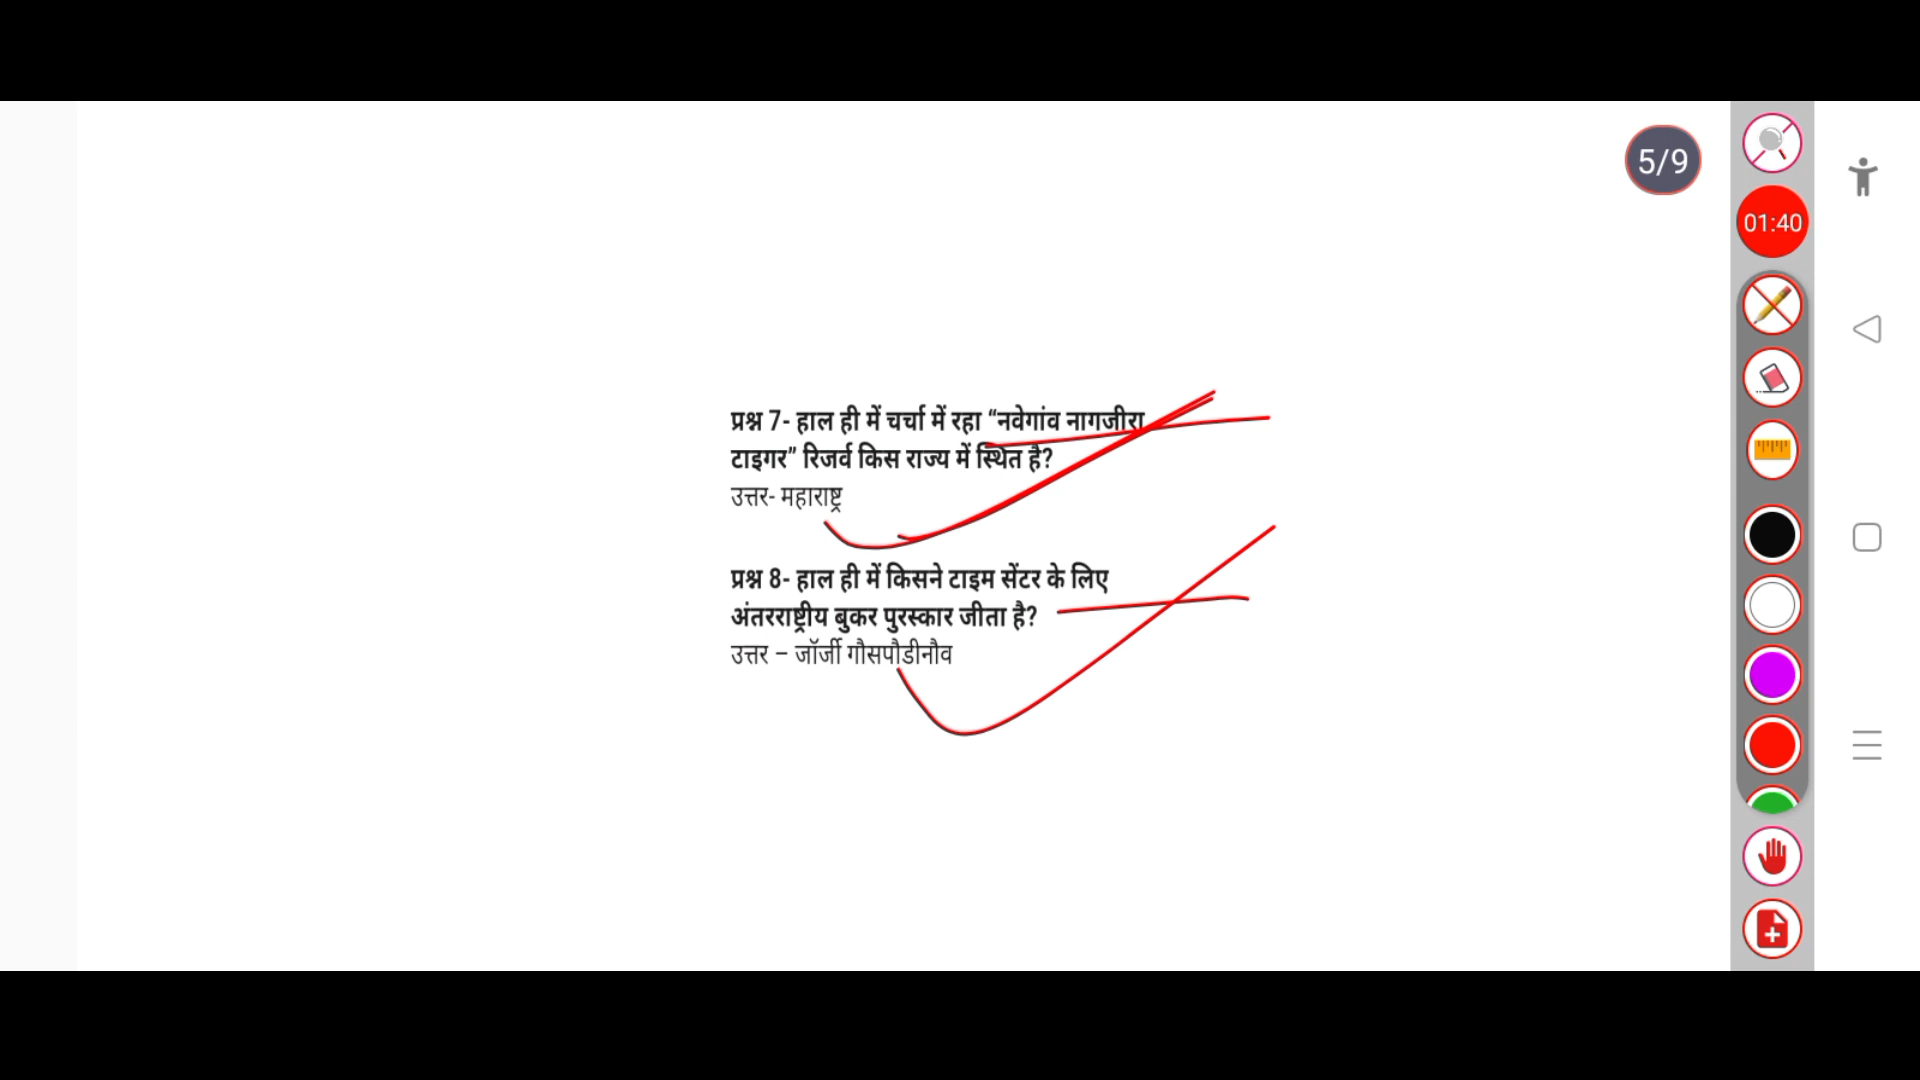 5/9
01:40
प्रश्न 7- हाल ही में चर्चा में रहा “नवेगांव नागजीरा
टाइगर” रिजर्व किस राज्य में स्थित है?
उत्तर- महाराष्ट्र
प्रश्न 8- हाल ही में किसने टाइम सेंटर के लिए
अंतरराष्ट्रीय बुकर पुरस्कार जीता है?
उत्तर – जॉर्जी गौसपौडीनौव